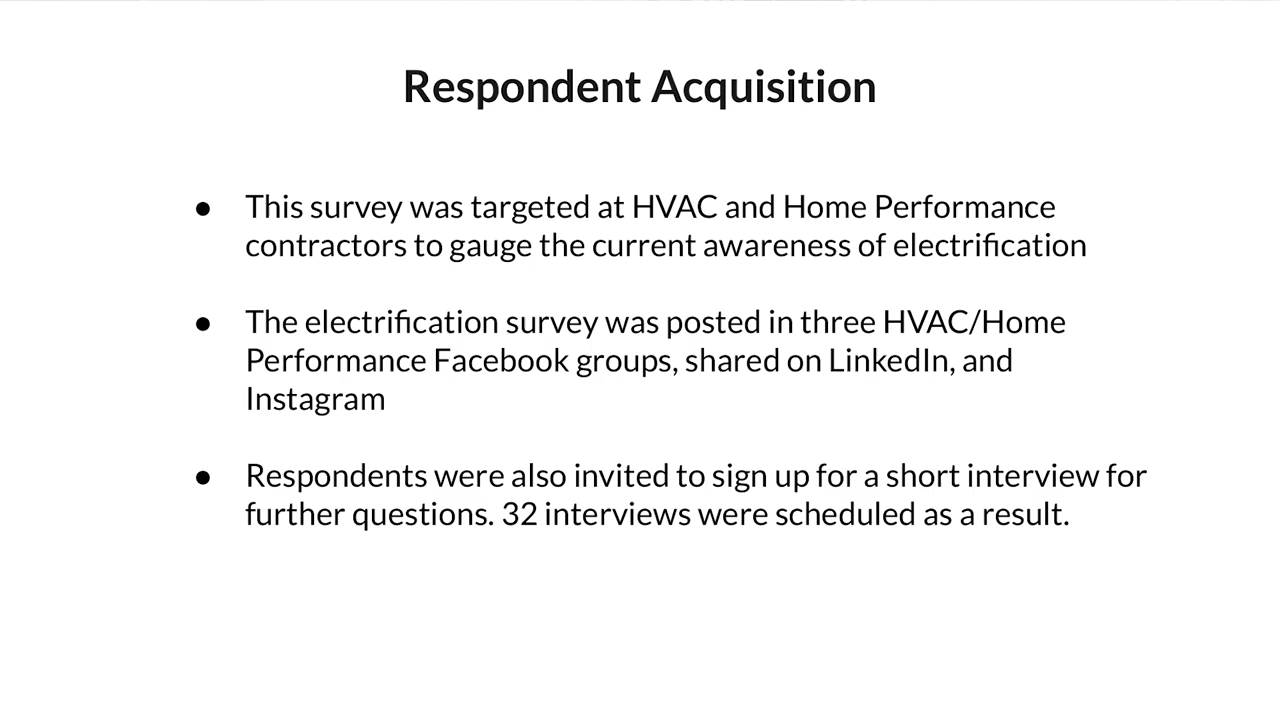 Respondent Acquisition
● This survey was targeted at HVAC and Home Performance
contractors to gauge the current awareness of electrification
● The electrification survey was posted in three HVAC/Home
Performance Facebook groups, shared on LinkedIn, and
Instagram
● Respondents were also invited to sign up for a short interview for
further questions. 32 interviews were scheduled as a result.